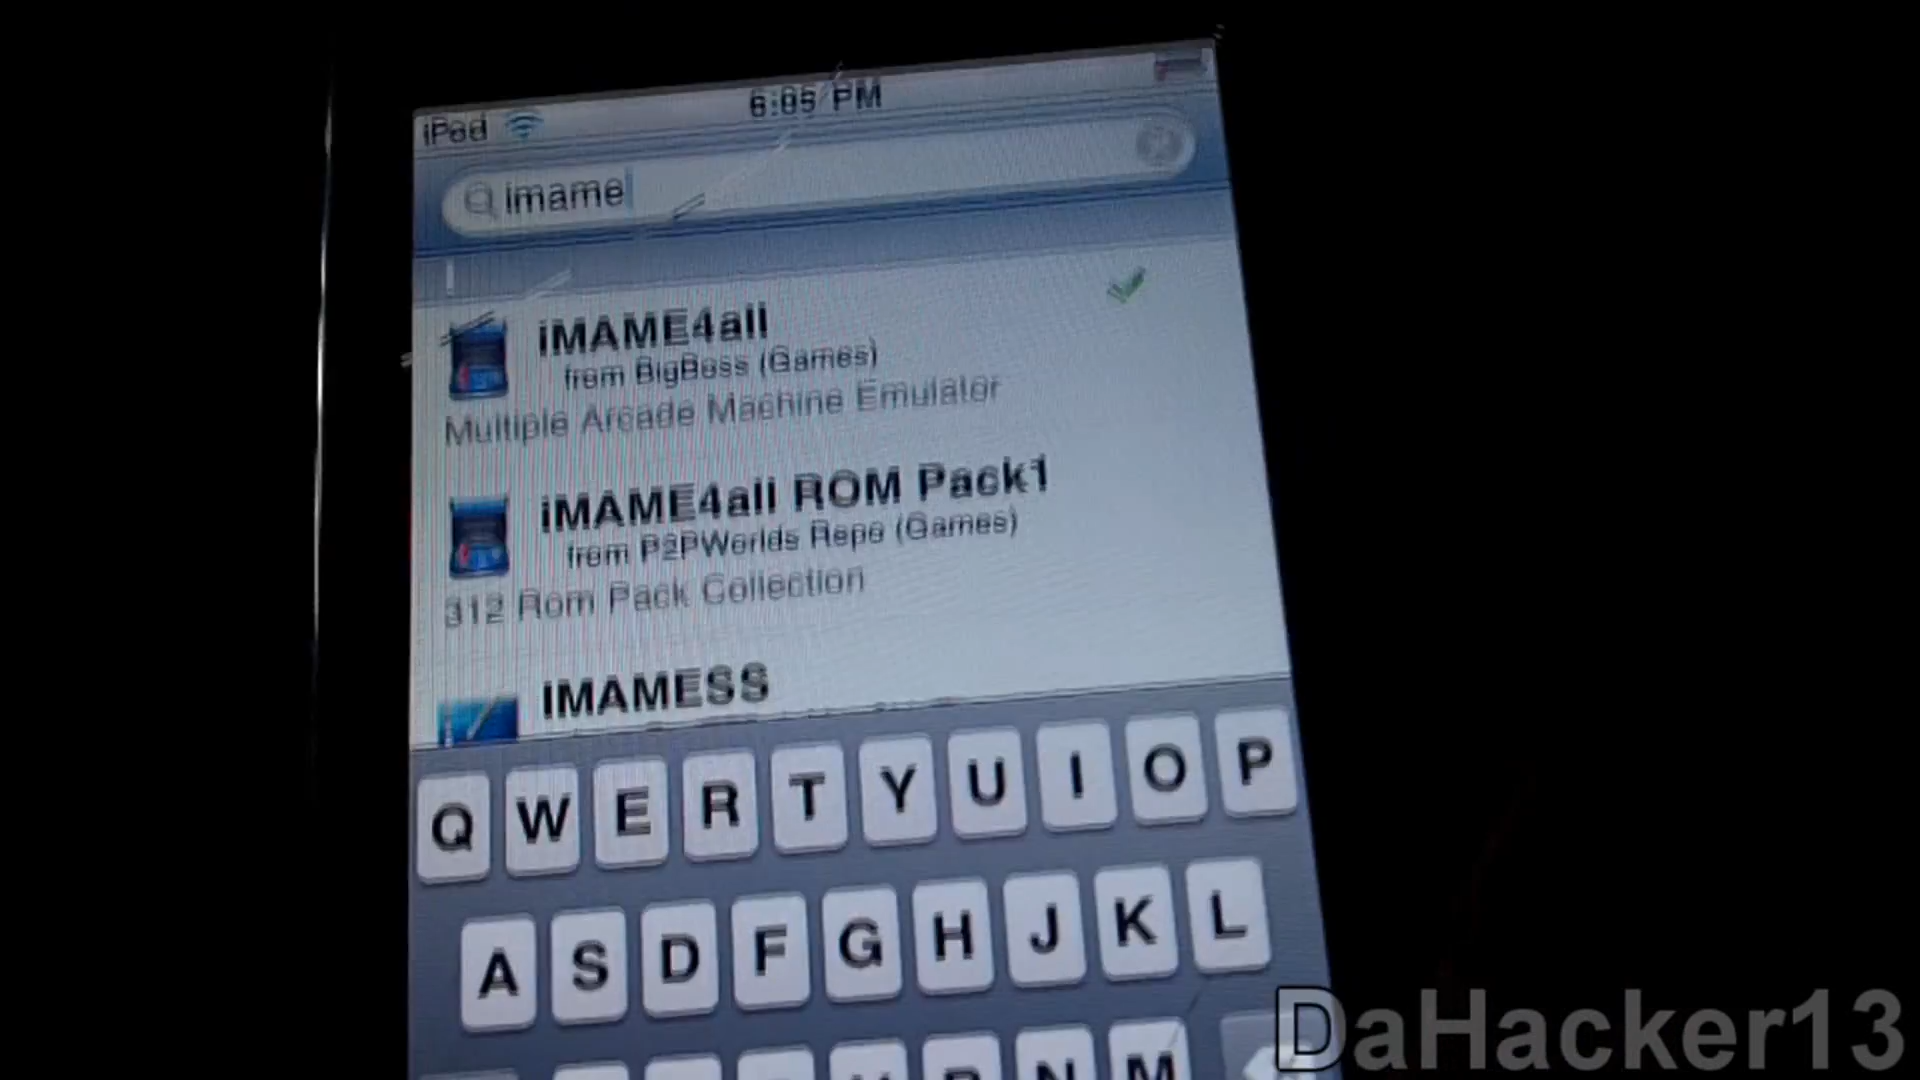 iPod 6:05 PM
imame
I
iMAME4all
from BigBoss (Games)
Multiple Arcade Machine Emulator
iMAME4all ROM Pack1
from P2PWorlds Repo (Games)
312 Rom Pack Collection
IMAMESS
Q W E R T Y U I O P
A S D F G H J K L
B N M
DaHacker13